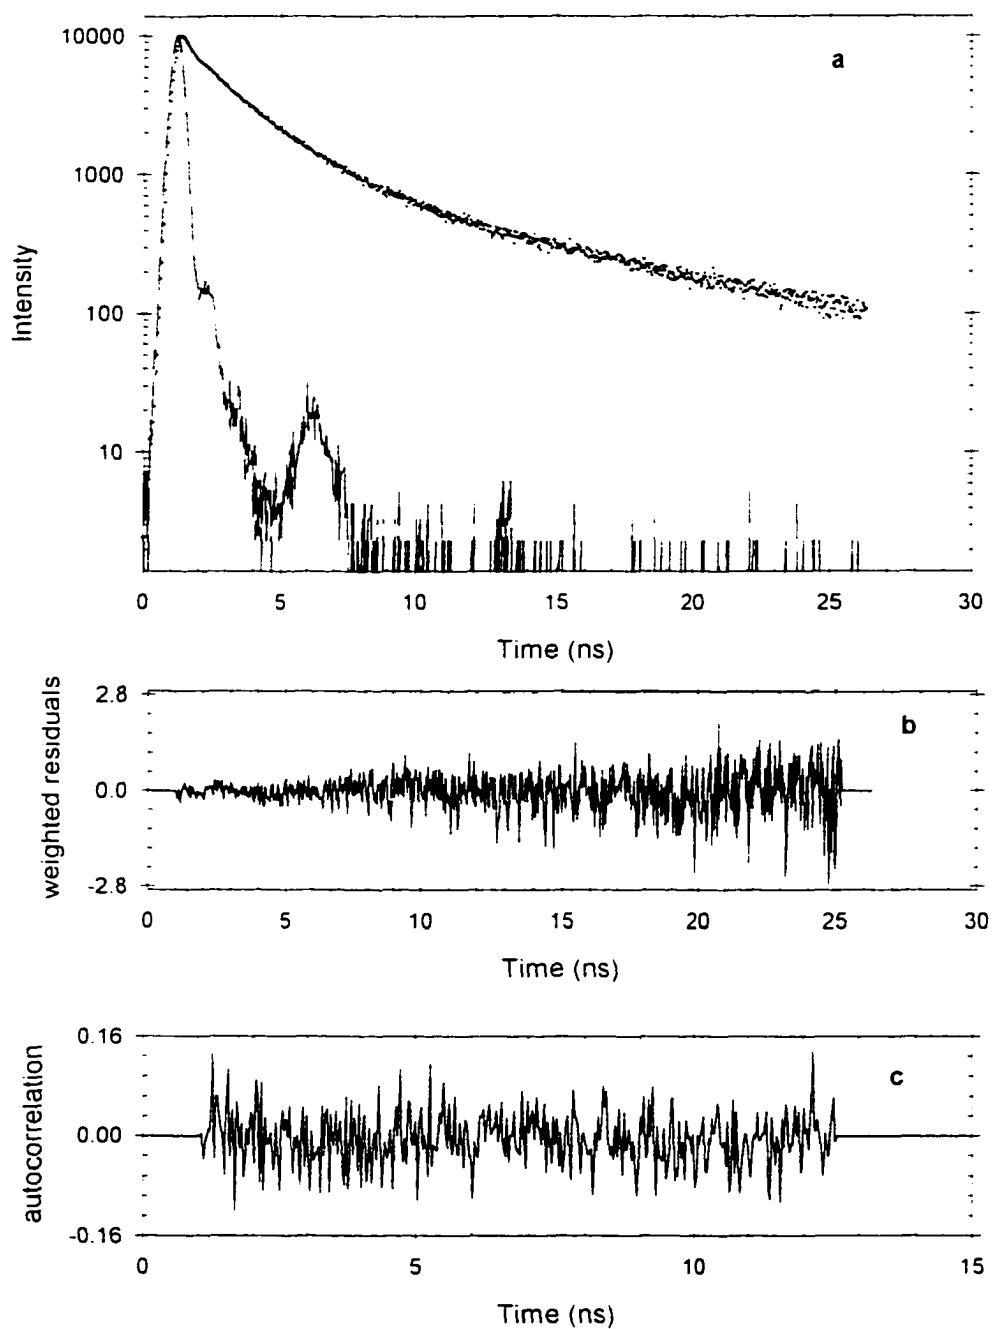 10000
a
1000
100
10
Intensity
0 5 10 15 20 25 30
Time (ns)
2.8
b
0.0
-2.8
weighted residuals
0 5 10 15 20 25 30
Time (ns)
0.16
c
0.00
-0.16
autocorrelation
0 5 10 15
Time (ns)